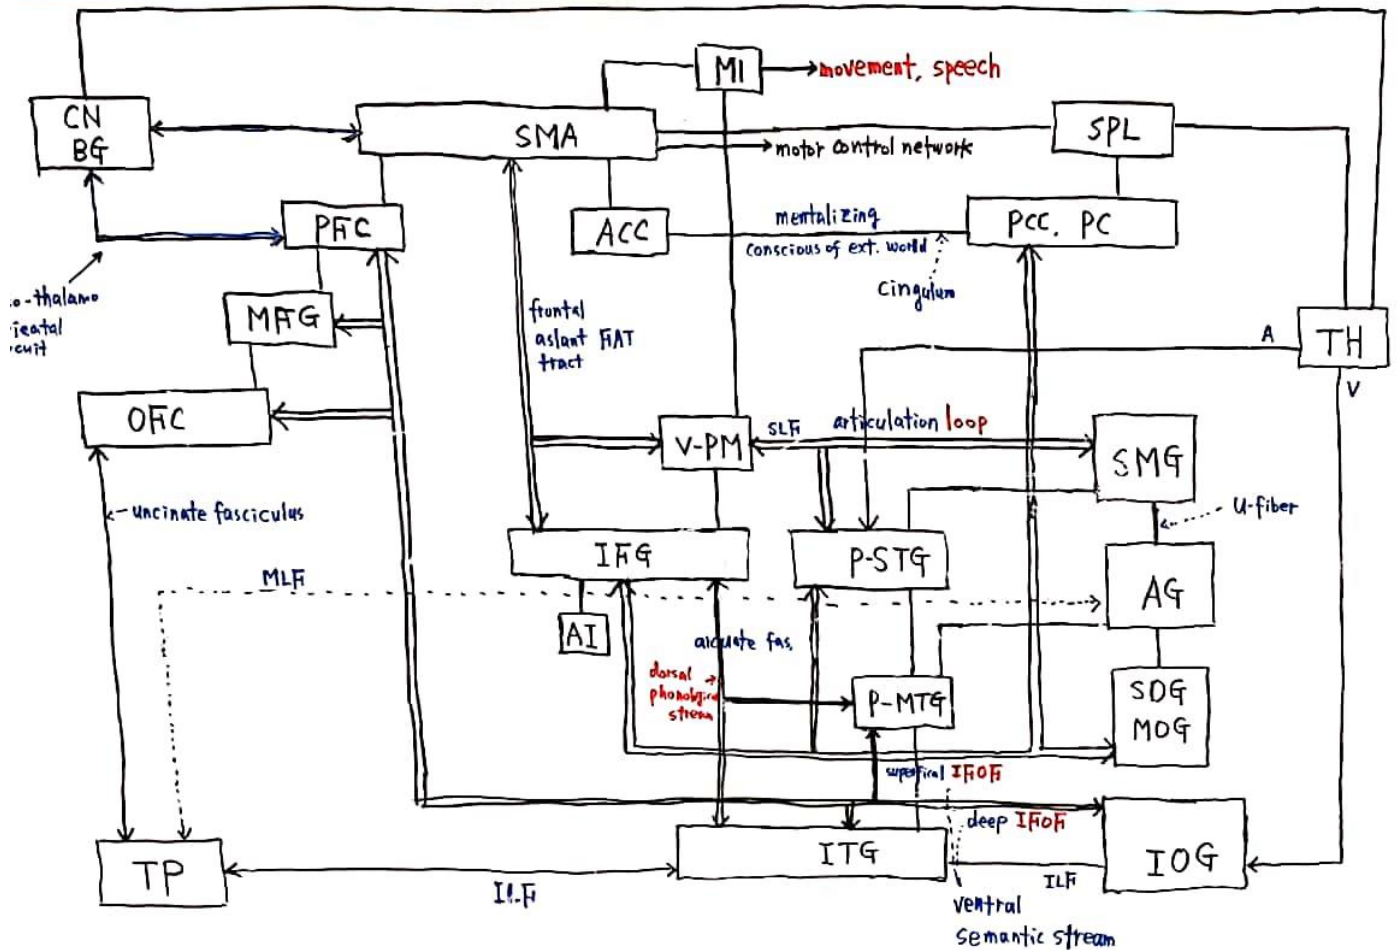 MI
movement, speech
CN
BG
SMA
SPL
motor control network
PFC
ACC
mentalizing
conscious of ext. world
PCC, PC
cingulum
o-thalamo
cuit
MFG
frontal
aslant FAT
tract
TH
A
V
OFC
V-PM
SLF
articulation loop
SMG
uncinate fasciculus
U-fiber
IFG
P-STG
MLF
AG
AI
arcuate fas.
dorsal
stream
P-MTG
SOG
MOG
IFOF
deep IFOF
TP
ITG
IOG
ILF
ILF
ventral
semantic stream